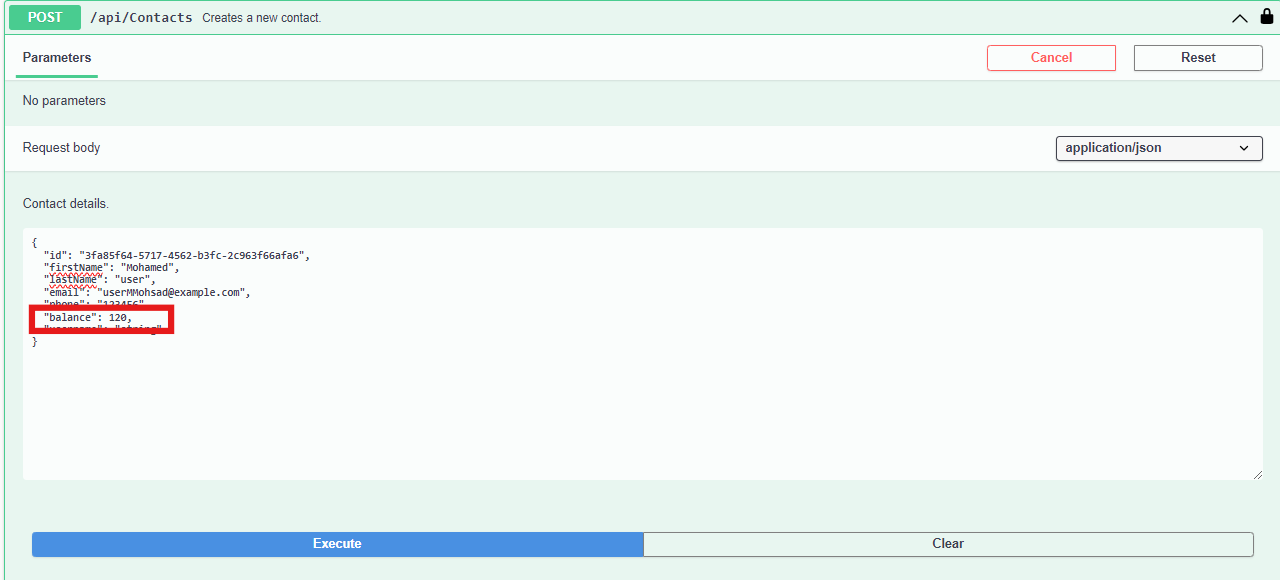 POST /api/Contacts Creates a new contact.
Parameters
Cancel
Reset
No parameters
Request body
application/json
Contact details.
{
"id": "3fa85f64-5717-4562-b3fc-2c963f66afa6",
"firstName": "Mohamed",
"lastName": "user",
"email": "userMMohsad@example.com",
"phone": "123456",
"balance": 120,
"username": "string"
}
Execute
Clear